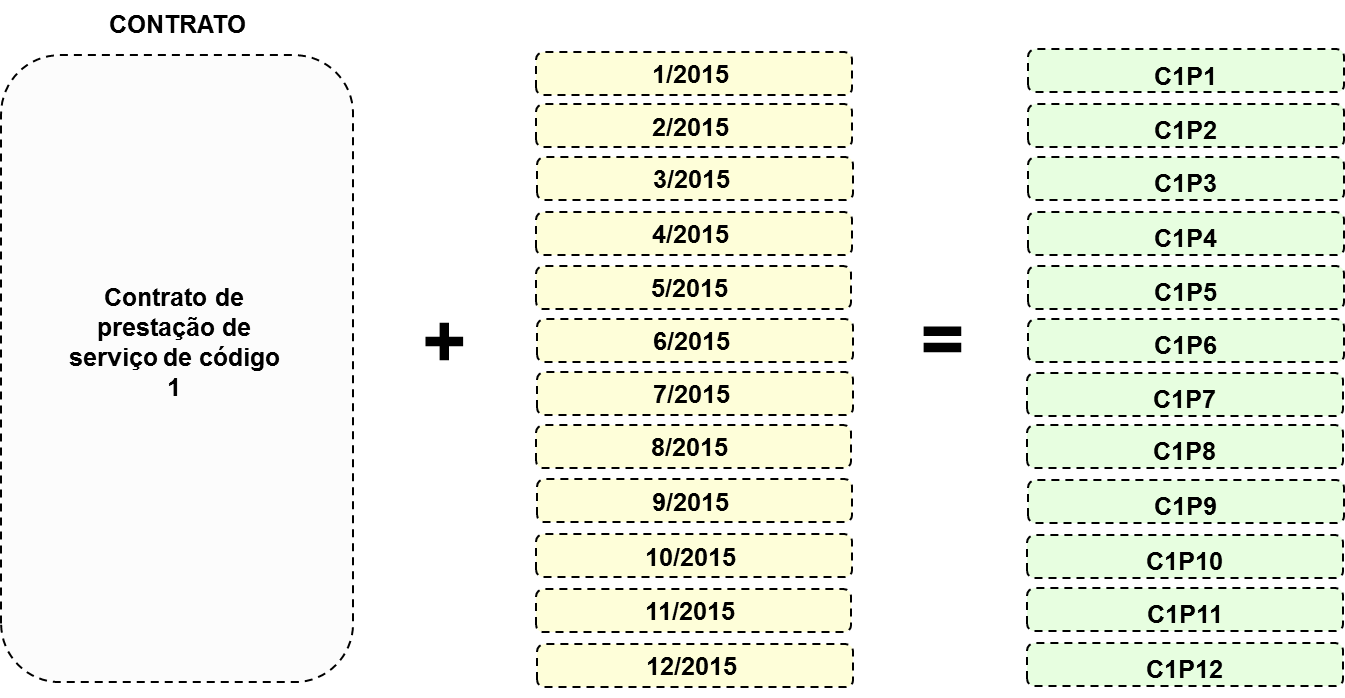 CONTRATO
Contrato de
prestação de
serviço de código
1
+
1/2015
2/2015
3/2015
4/2015
5/2015
6/2015
7/2015
8/2015
9/2015
10/2015
11/2015
12/2015
=
C1P1
C1P2
C1P3
C1P4
C1P5
C1P6
C1P7
C1P8
C1P9
C1P10
C1P11
C1P12